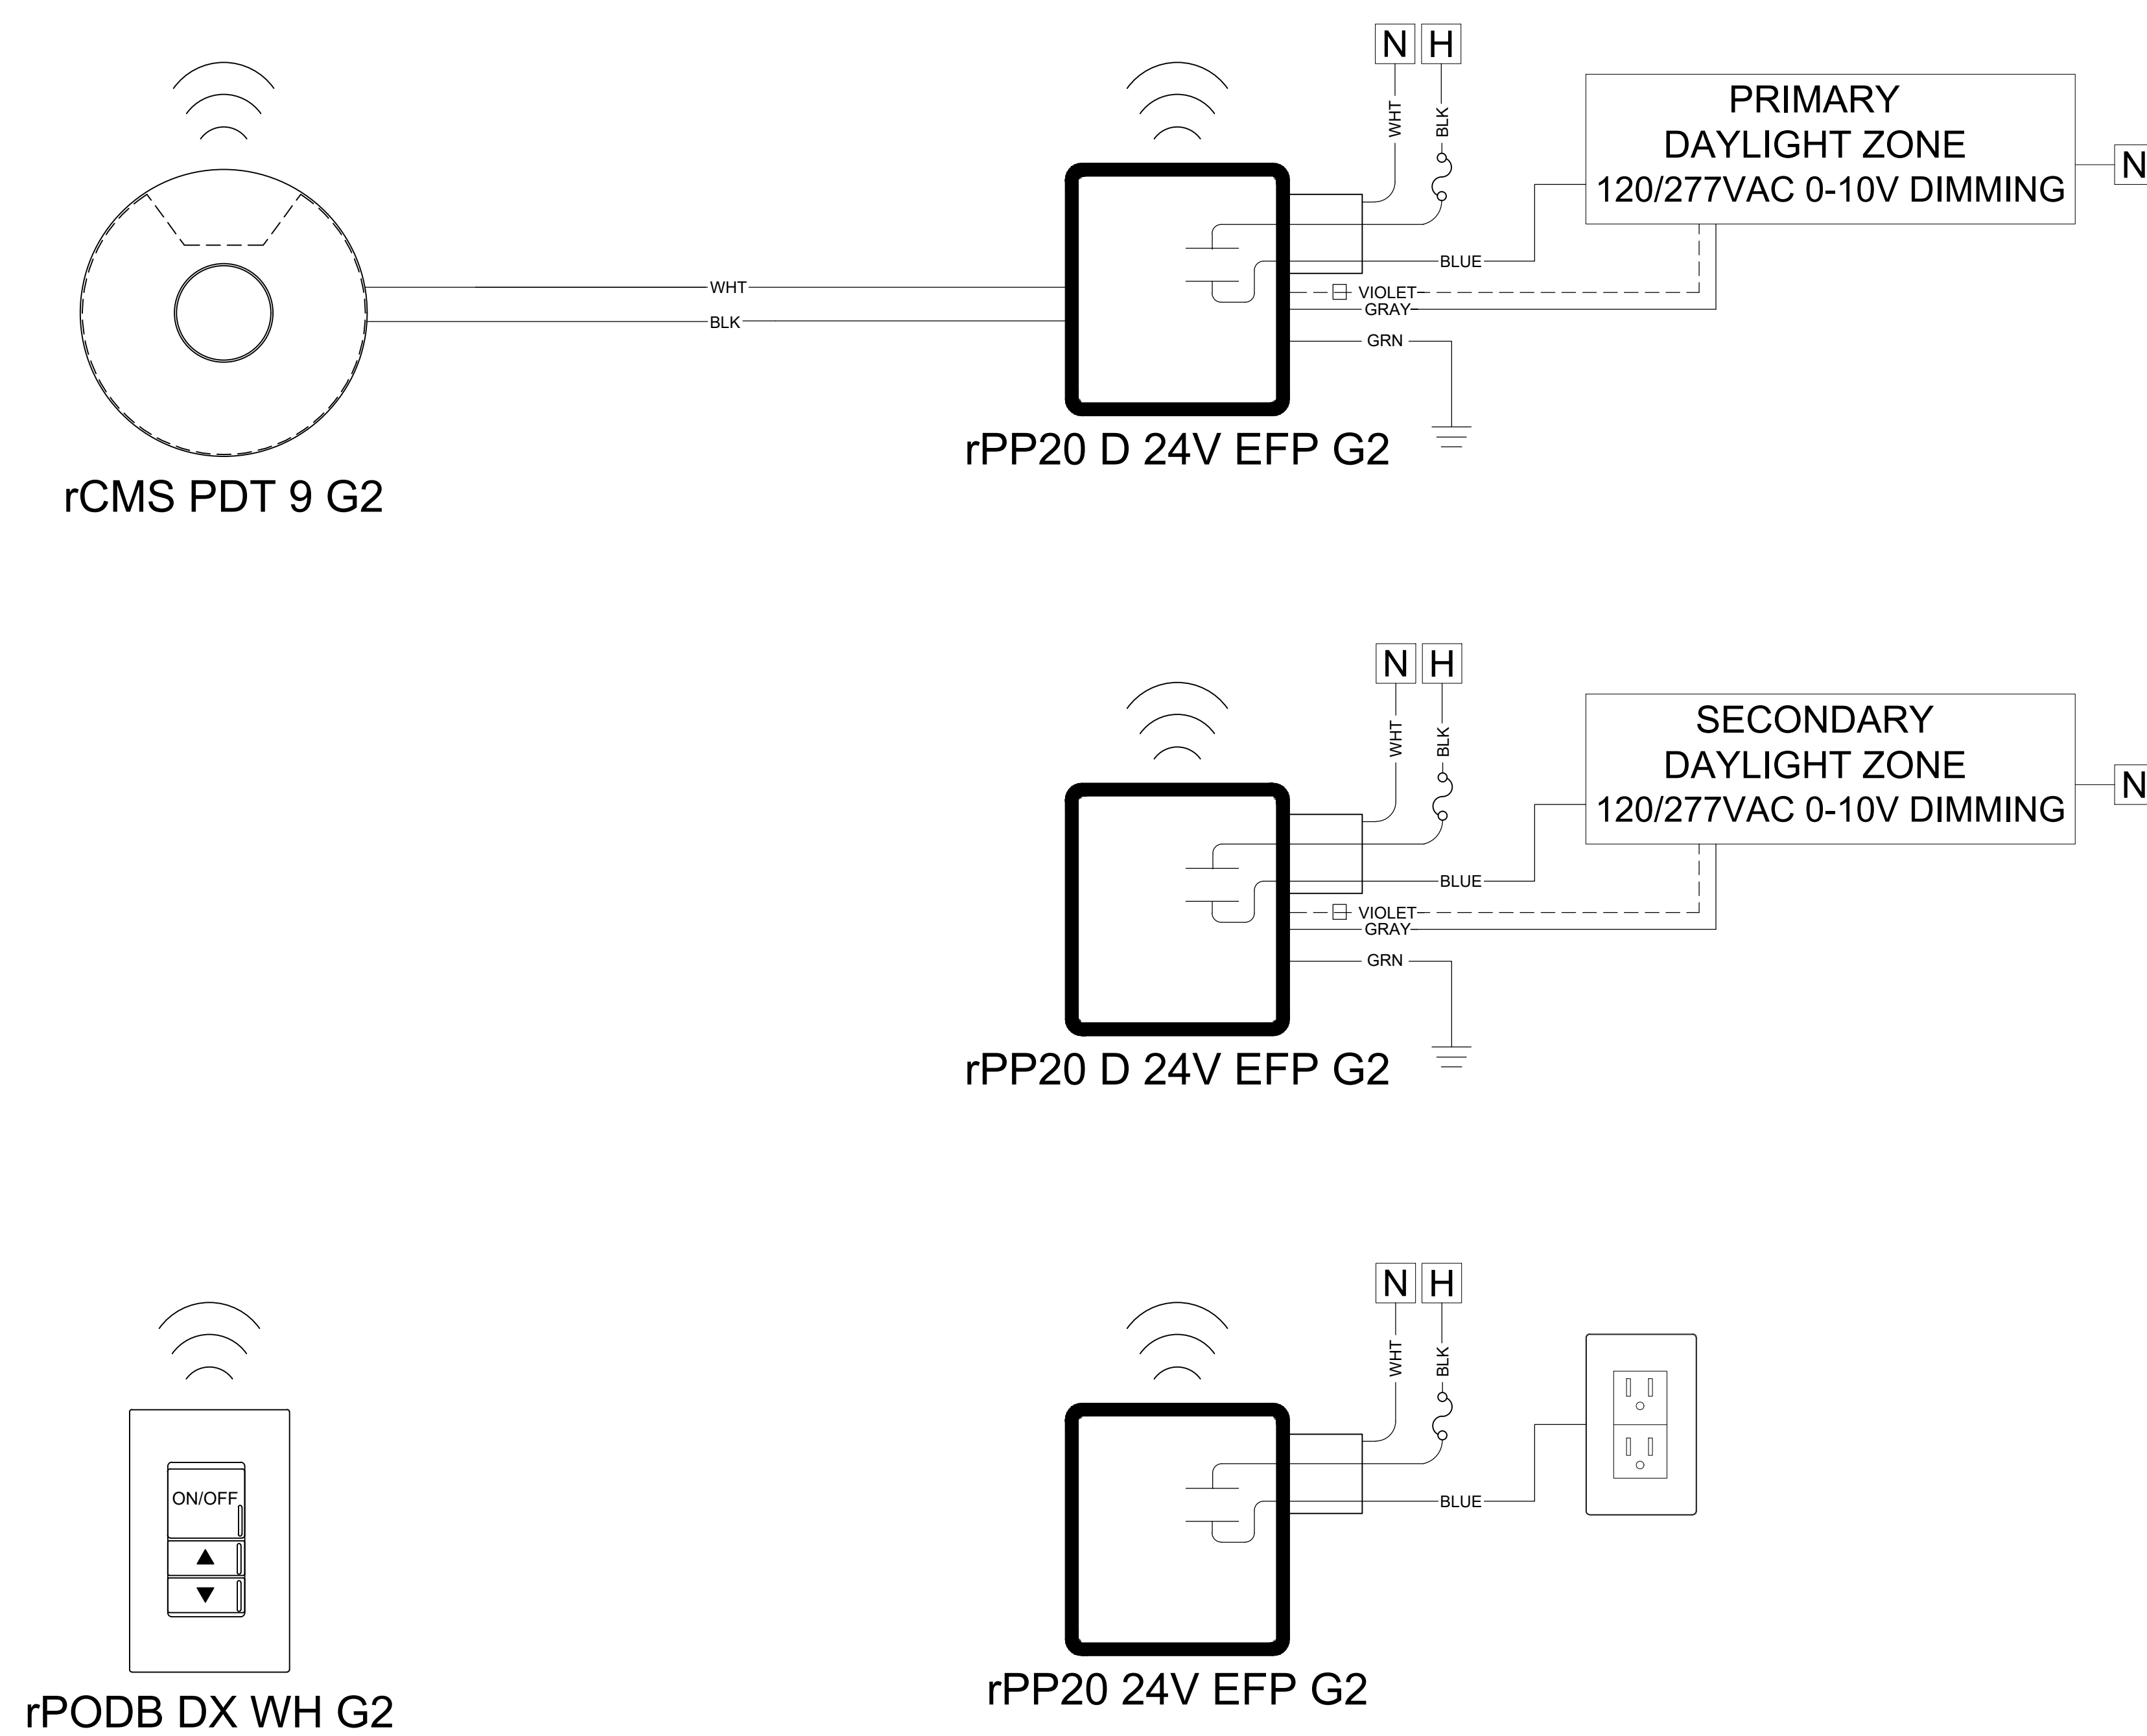 N H
WHT
BLK
PRIMARY
DAYLIGHT ZONE
120/277VAC 0-10V DIMMING
N
BLUE
WHT
VIOLET
GRAY
BLK
GRN
rPP20 D 24V EFP G2
rCMS PDT 9 G2
N H
WHT
BLK
SECONDARY
DAYLIGHT ZONE
120/277VAC 0-10V DIMMING
N
BLUE
VIOLET
GRAY
GRN
rPP20 D 24V EFP G2
N H
WHT
BLK
ON/OFF
BLUE
rPP20 24V EFP G2
rPODB DX WH G2